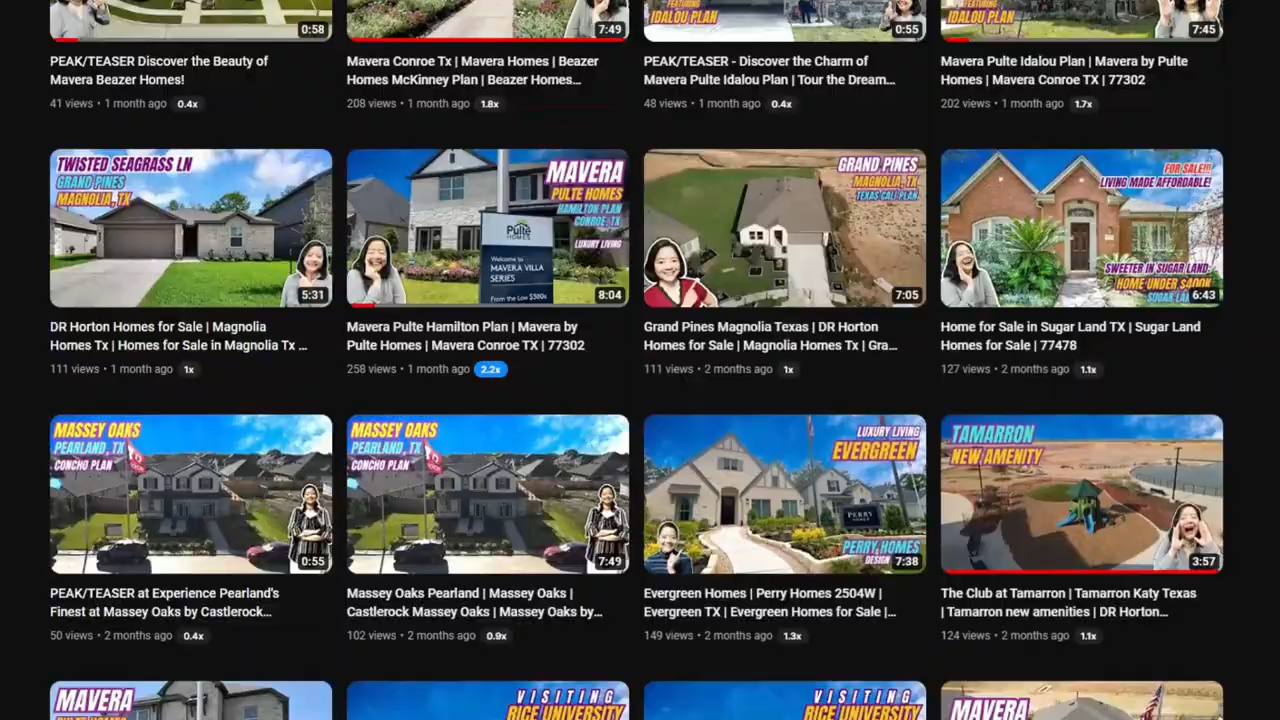 0:58
7:49
FEATURING
IDALOU PLAN
0:55
IDALOU PLAN
7:45
PEAK/TEASER Discover the Beauty of
Mavera Beazer Homes!
41 views • 1 month ago 0.4x
Mavera Conroe Tx | Mavera Homes | Beazer
Homes McKinney Plan | Beazer Homes...
208 views • 1 month ago 1.8x
PEAK/TEASER - Discover the Charm of
Mavera Pulte Idalou Plan | Tour the Dream...
48 views • 1 month ago 0.4x
Mavera Pulte Idalou Plan | Mavera by Pulte
Homes | Mavera Conroe TX | 77302
202 views • 1 month ago 1.7x
TWISTED SEAGRASS LN
GRAND PINES
MAGNOLIA, TX
5:31
MAVERA
PULTE HOMES
HAMILTON PLAN
CONROE, TX
LUXURY LIVING
Pulte
HOMES
Welcome to
MAVERA VILLA
SERIES
From the Low $300s
8:04
GRAND PINES
MAGNOLIA, TX
TEXAS CALI PLAN
7:05
FOR SALE!!!
LIVING MADE AFFORDABLE!
SWEETER IN SUGAR LAND
HOME UNDER $400K
SUGAR LA
6:43
DR Horton Homes for Sale | Magnolia
Homes Tx | Homes for Sale in Magnolia Tx ...
111 views • 1 month ago 1x
Mavera Pulte Hamilton Plan | Mavera by
Pulte Homes | Mavera Conroe TX | 77302
258 views • 1 month ago 2.2x
Grand Pines Magnolia Texas | DR Horton
Homes for Sale | Magnolia Homes Tx | Gra...
111 views • 2 months ago 1x
Home for Sale in Sugar Land TX | Sugar Land
Homes for Sale | 77478
127 views • 2 months ago 1.1x
MASSEY OAKS
PEARLAND, TX
CONCHO PLAN
0:55
MASSEY OAKS
PEARLAND, TX
CONCHO PLAN
7:49
LUXURY LIVING
EVERGREEN
PERRY
HOMES
PERRY HOMES
DESIGN
7:38
TAMARRON
NEW AMENITY
3:57
PEAK/TEASER at Experience Pearland's
Finest at Massey Oaks by Castlerock...
50 views • 2 months ago 0.4x
Massey Oaks Pearland | Massey Oaks |
Castlerock Massey Oaks | Massey Oaks by...
102 views • 2 months ago 0.9x
Evergreen Homes | Perry Homes 2504W |
Evergreen TX | Evergreen Homes for Sale |...
149 views • 2 months ago 1.3x
The Club at Tamarron | Tamarron Katy Texas
| Tamarron new amenities | DR Horton...
124 views • 2 months ago 1.1x
MAVERA
PULTE HOMES
VISITING
RICE UNIVERSITY
VISITING
RICE UNIVERSITY
MAVERA